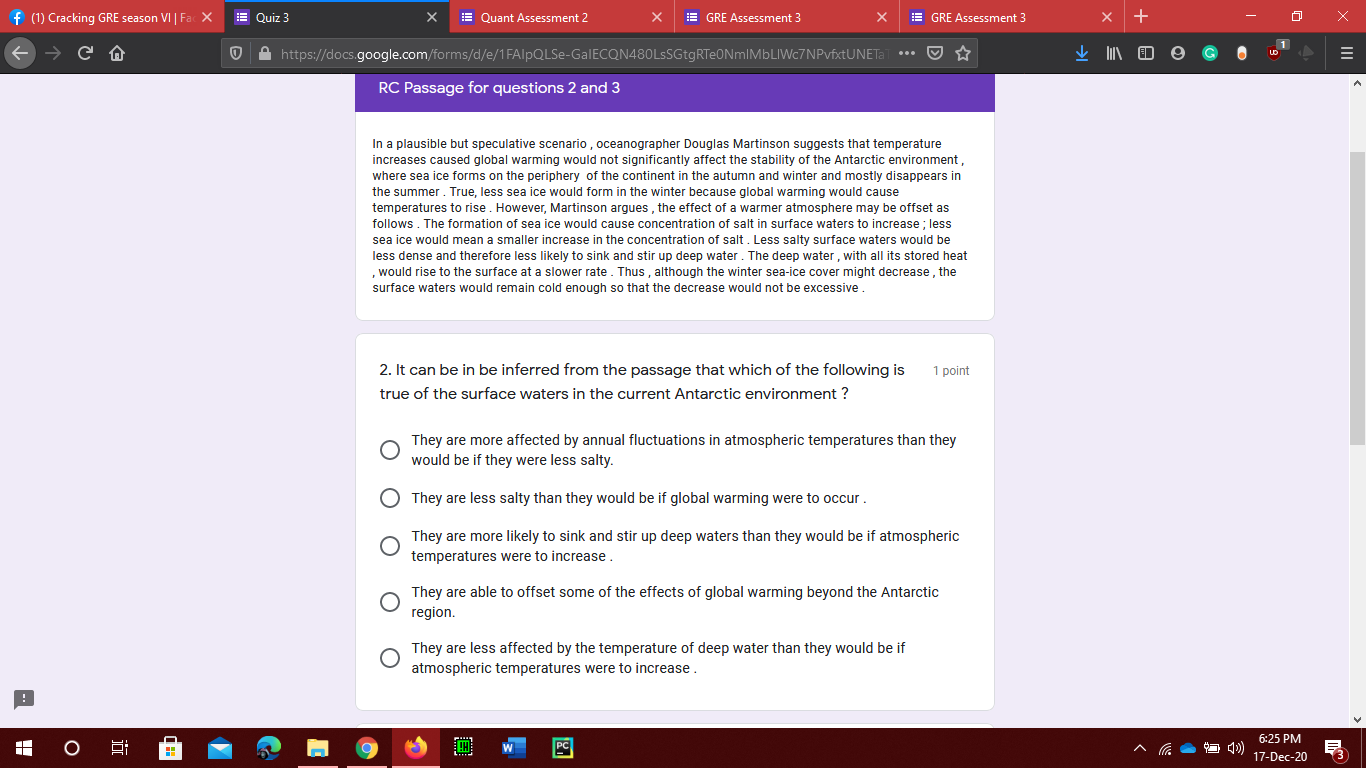 (1) Cracking GRE season VI | Fac
Quiz 3
Quant Assessment 2
GRE Assessment 3
GRE Assessment 3
https://docs.google.com/forms/d/e/1FAIpQLSe-GaIECQN480LsSGtgRTe0NmIMbLIWc7NPvfxtUNETa
1
RC Passage for questions 2 and 3
In a plausible but speculative scenario , oceanographer Douglas Martinson suggests that temperature
increases caused global warming would not significantly affect the stability of the Antarctic environment ,
where sea ice forms on the periphery of the continent in the autumn and winter and mostly disappears in
the summer . True, less sea ice would form in the winter because global warming would cause
temperatures to rise . However, Martinson argues , the effect of a warmer atmosphere may be offset as
follows . The formation of sea ice would cause concentration of salt in surface waters to increase ; less
sea ice would mean a smaller increase in the concentration of salt . Less salty surface waters would be
less dense and therefore less likely to sink and stir up deep water . The deep water , with all its stored heat
, would rise to the surface at a slower rate . Thus , although the winter sea-ice cover might decrease , the
surface waters would remain cold enough so that the decrease would not be excessive .
2. It can be in be inferred from the passage that which of the following is
1 point
true of the surface waters in the current Antarctic environment ?
They are more affected by annual fluctuations in atmospheric temperatures than they
would be if they were less salty.
They are less salty than they would be if global warming were to occur .
They are more likely to sink and stir up deep waters than they would be if atmospheric
temperatures were to increase .
They are able to offset some of the effects of global warming beyond the Antarctic
region.
They are less affected by the temperature of deep water than they would be if
atmospheric temperatures were to increase .
6:25 PM
17-Dec-20
3